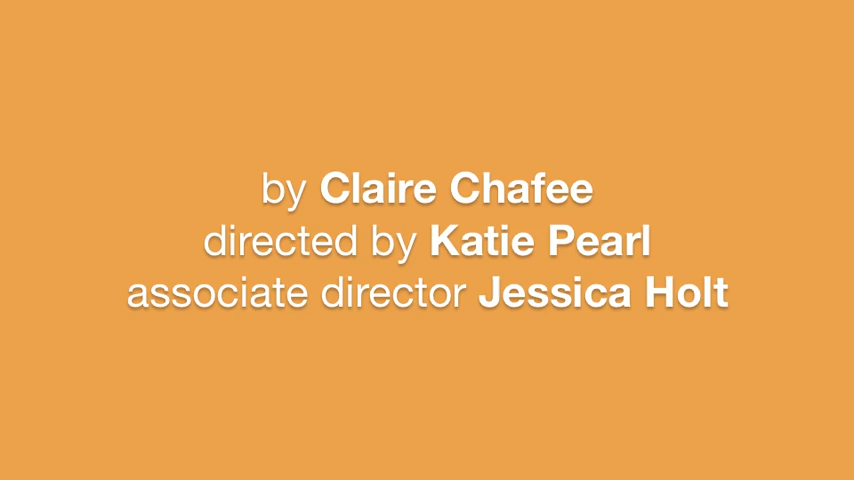 by Claire Chafee
directed by Katie Pearl
associate director Jessica Holt